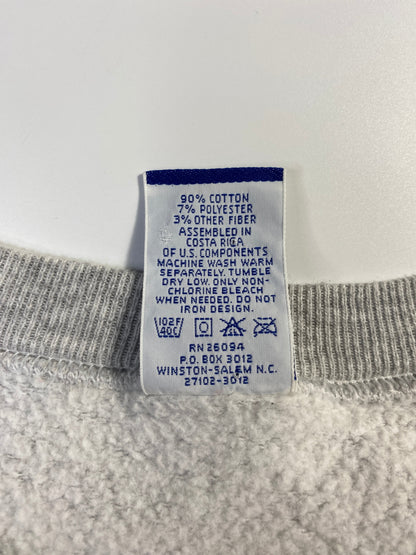 90% COTTON
7% POLYESTER
3% OTHER FIBER
ASSEMBLED IN
COSTA RICA
OF U.S. COMPONENTS
MACHINE WASH WARM
SEPARATELY. TUMBLE
DRY LOW. ONLY NON-
CHLORINE BLEACH
WHEN NEEDED. DO NOT
IRON DESIGN.
102F
40C
RN 26094
P.O. BOX 3012
WINSTON-SALEM N.C.
27102-3012